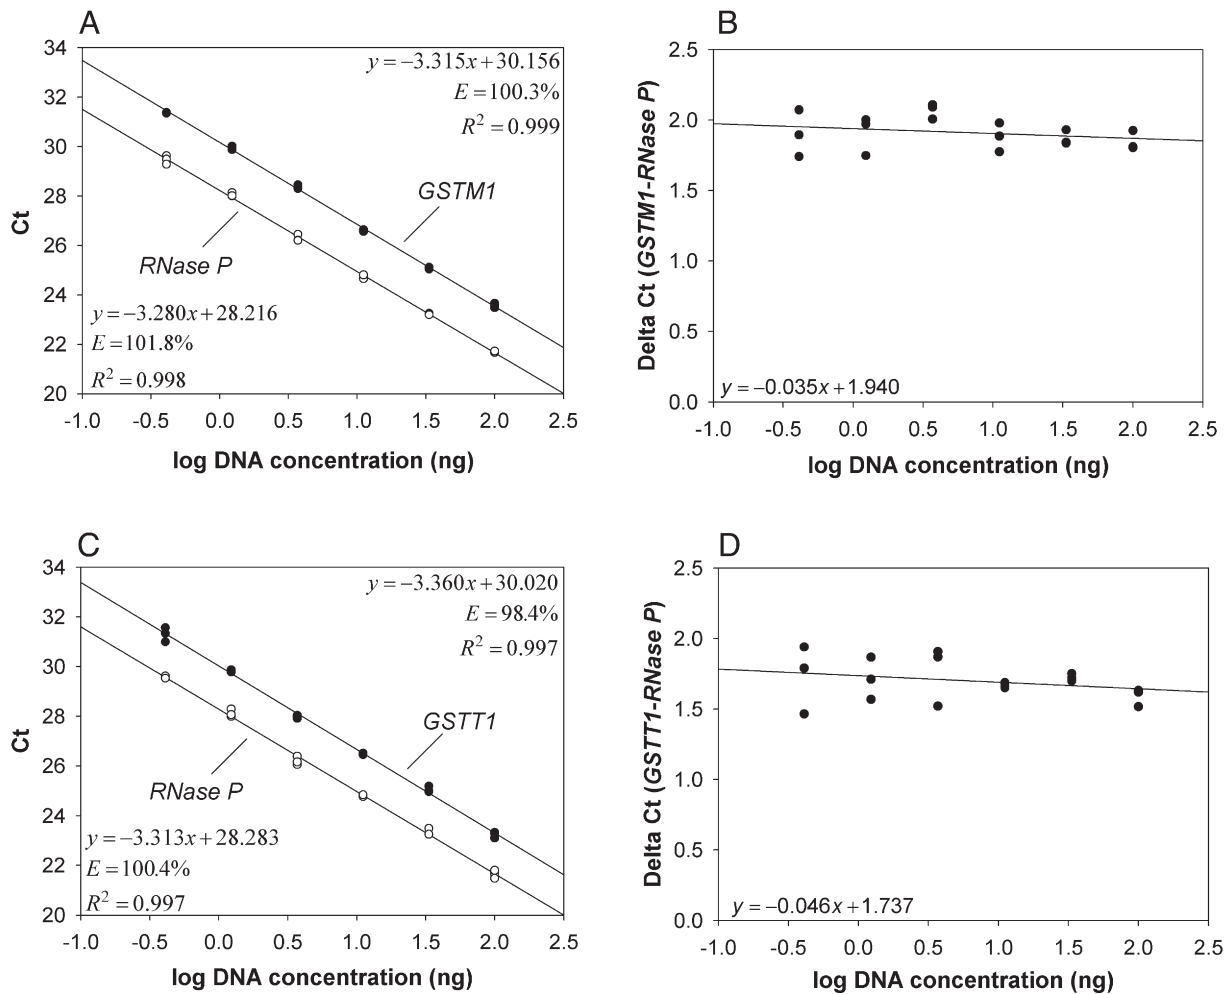 A
34
32
30
28
26
24
22
20
Ct
y = −3.315x + 30.156
E = 100.3%
R² = 0.999
GSTM1
RNase P
y = −3.280x + 28.216
E = 101.8%
R² = 0.998
-1.0 -0.5 0.0 0.5 1.0 1.5 2.0 2.5
log DNA concentration (ng)
B
2.5
2.0
1.5
1.0
0.5
0.0
Delta Ct (GSTM1-RNase P)
y = −0.035x + 1.940
-1.0 -0.5 0.0 0.5 1.0 1.5 2.0 2.5
log DNA concentration (ng)
C
34
32
30
28
26
24
22
20
Ct
y = −3.360x + 30.020
E = 98.4%
R² = 0.997
GSTT1
RNase P
y = −3.313x + 28.283
E = 100.4%
R² = 0.997
-1.0 -0.5 0.0 0.5 1.0 1.5 2.0 2.5
log DNA concentration (ng)
D
2.5
2.0
1.5
1.0
0.5
0.0
Delta Ct (GSTT1-RNase P)
y = −0.046x + 1.737
-1.0 -0.5 0.0 0.5 1.0 1.5 2.0 2.5
log DNA concentration (ng)